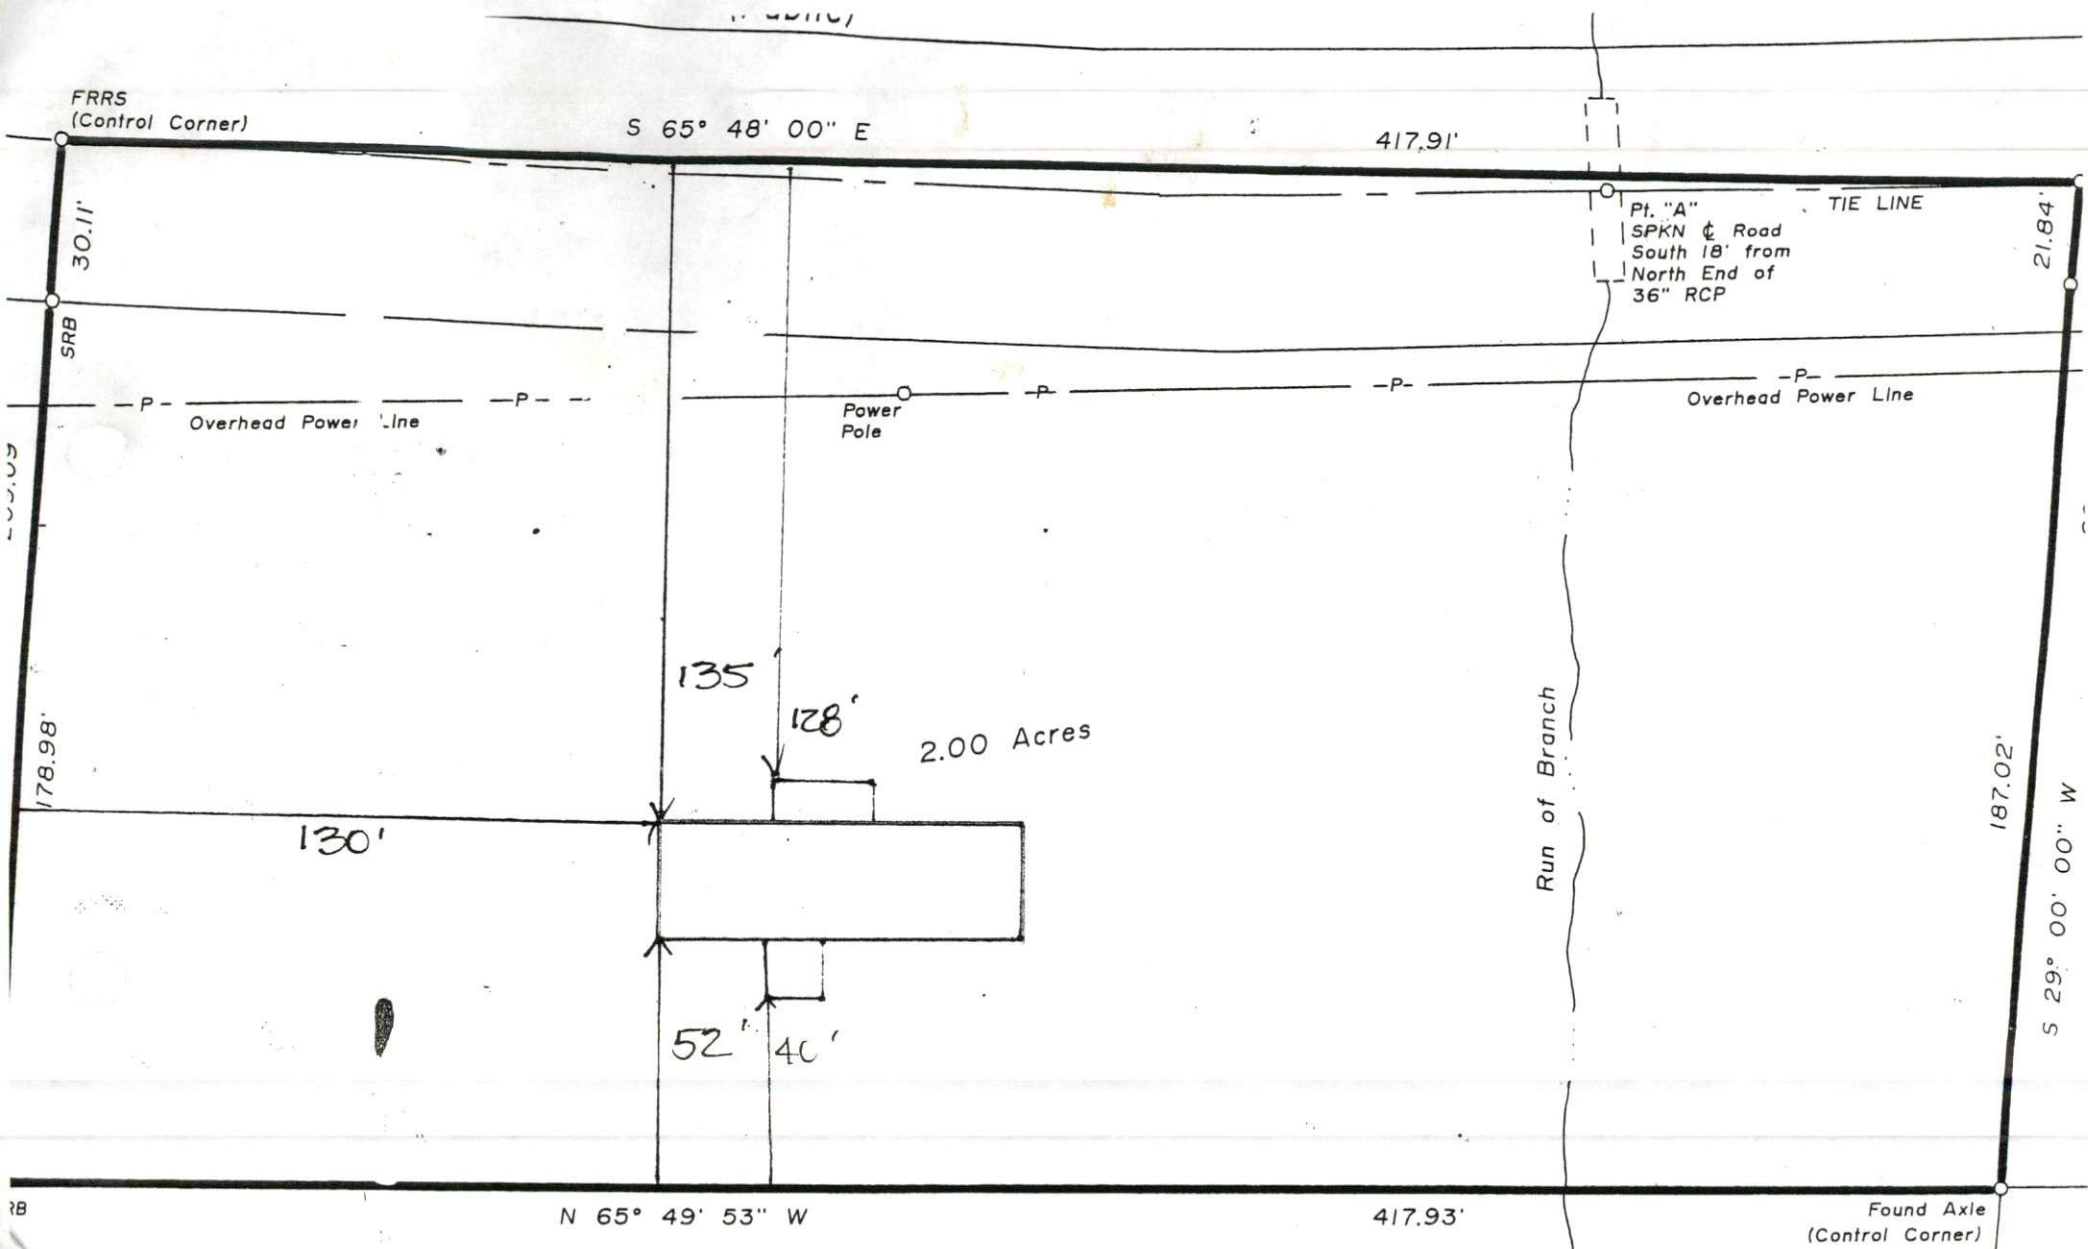 FRRS
(Control Corner)
S 65° 48' 00" E
417.91'
30.11'
SRB
Pt. "A"
SPKN ℄ Road
South 18' from
North End of
36" RCP
TIE LINE
21.84'
-P-
-P-
-P-
-P-
-P-
Overhead Power Line
Power
Pole
Overhead Power Line
178.98'
135'
128'
2.00 Acres
130'
Run of Branch
187.02'
S 29° 00' 00" W
52'
N 65° 49' 53" W
417.93'
Found Axle
(Control Corner)